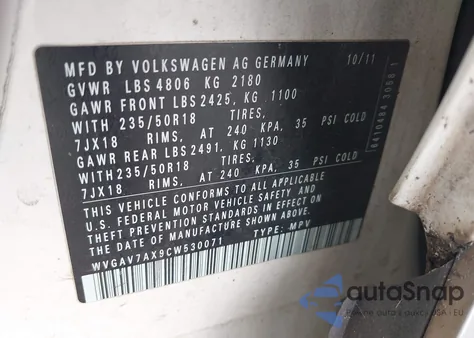 MFD BY VOLKSWAGEN AG GERMANY 10/11
GVWR LBS 4806 KG 2180
GAWR FRONT LBS 2425, KG 1100
WITH 235/50R18 TIRES,
7JX18 RIMS, AT 240 KPA, 35 PSI COLD
GAWR REAR LBS 2491. KG 1130
WITH235/50R18 TIRES,
7JX18 RIMS, AT 240 KPA, 35 PSI COLD
THIS VEHICLE CONFORMS TO ALL APPLICABLE
U.S. FEDERAL MOTOR VEHICLE SAFETY AND
THEFT PREVENTION STANDARDS IN EFFECT ON
THE DATE OF MANUFACTURE SHOWN ABOVE.
WVGAV7AX9CW530071 TYPE: MPV
autoSnap